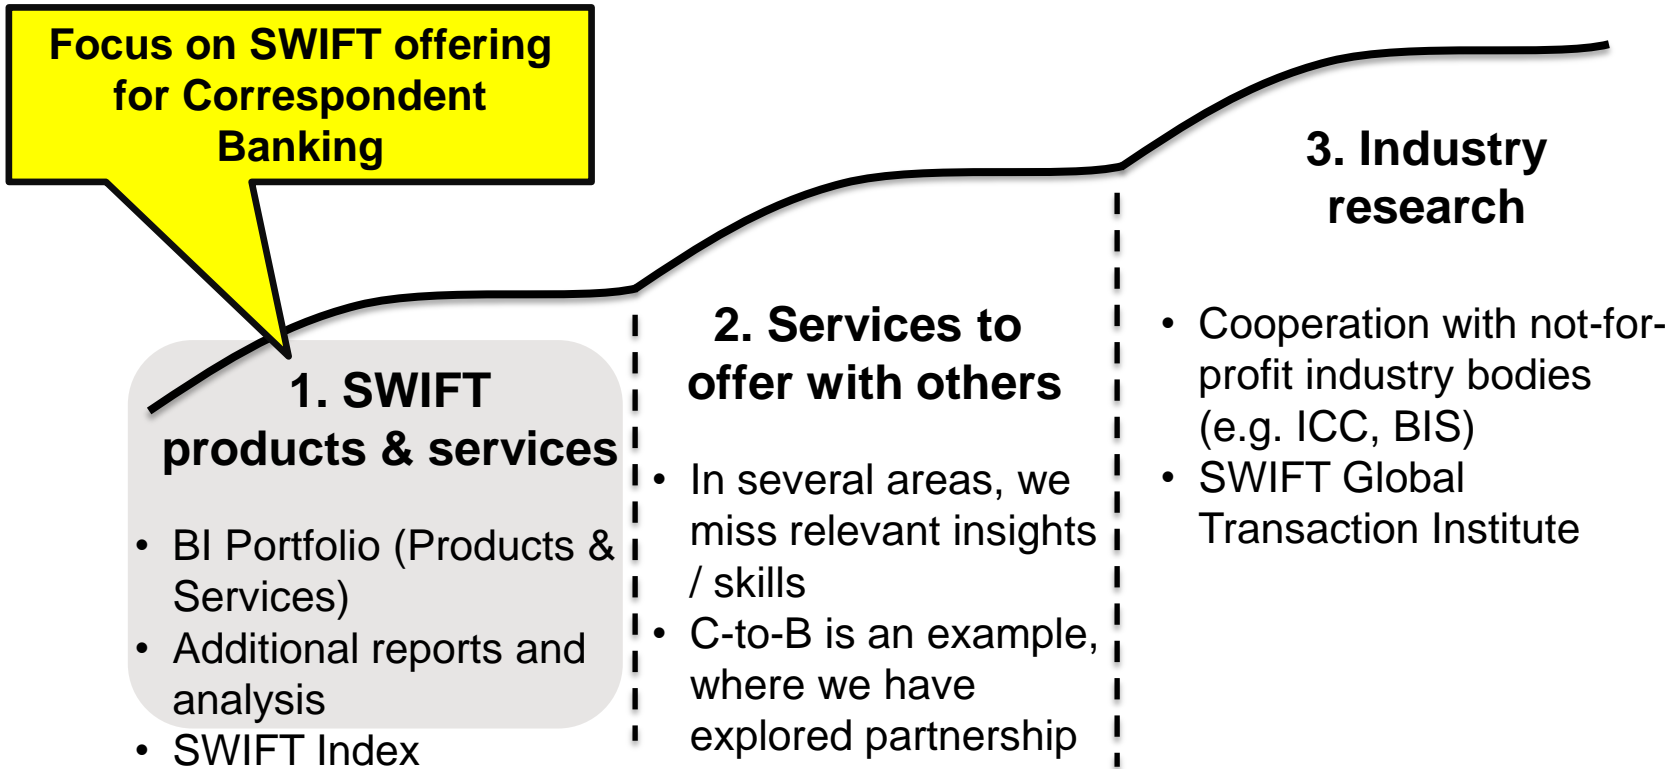 Focus on SWIFT offering
for Correspondent
Banking
1. SWIFT
products & services
• BI Portfolio (Products &
Services)
• Additional reports and
analysis
• SWIFT Index
2. Services to
offer with others
• In several areas, we
miss relevant insights
/ skills
• C-to-B is an example,
where we have
explored partnership
3. Industry
research
• Cooperation with not-for-
profit industry bodies
(e.g. ICC, BIS)
• SWIFT Global
Transaction Institute